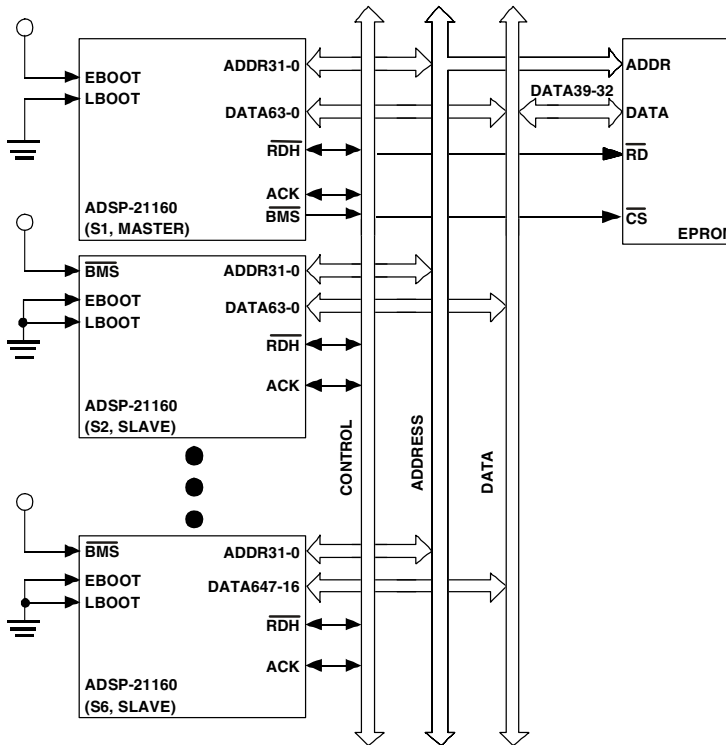 EBOOT
LBOOT
ADDR31-0
DATA63-0
RDH
ACK
BMS
ADSP-21160
(S1, MASTER)
ADDR
DATA39-32
DATA
RD
CS
EPROM
BMS
EBOOT
LBOOT
ADDR31-0
DATA63-0
RDH
ACK
ADSP-21160
(S2, SLAVE)
CONTROL
ADDRESS
DATA
BMS
EBOOT
LBOOT
ADDR31-0
DATA647-16
RDH
ACK
ADSP-21160
(S6, SLAVE)